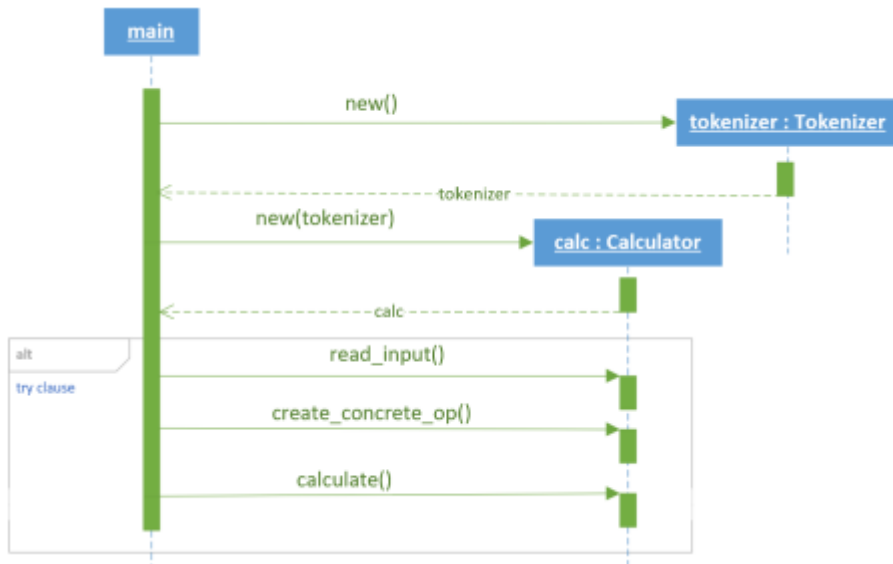 main
new()
tokenizer : Tokenizer
tokenizer
new(tokenizer)
calc : Calculator
calc
alt
read_input()
try clause
create_concrete_op()
calculate()